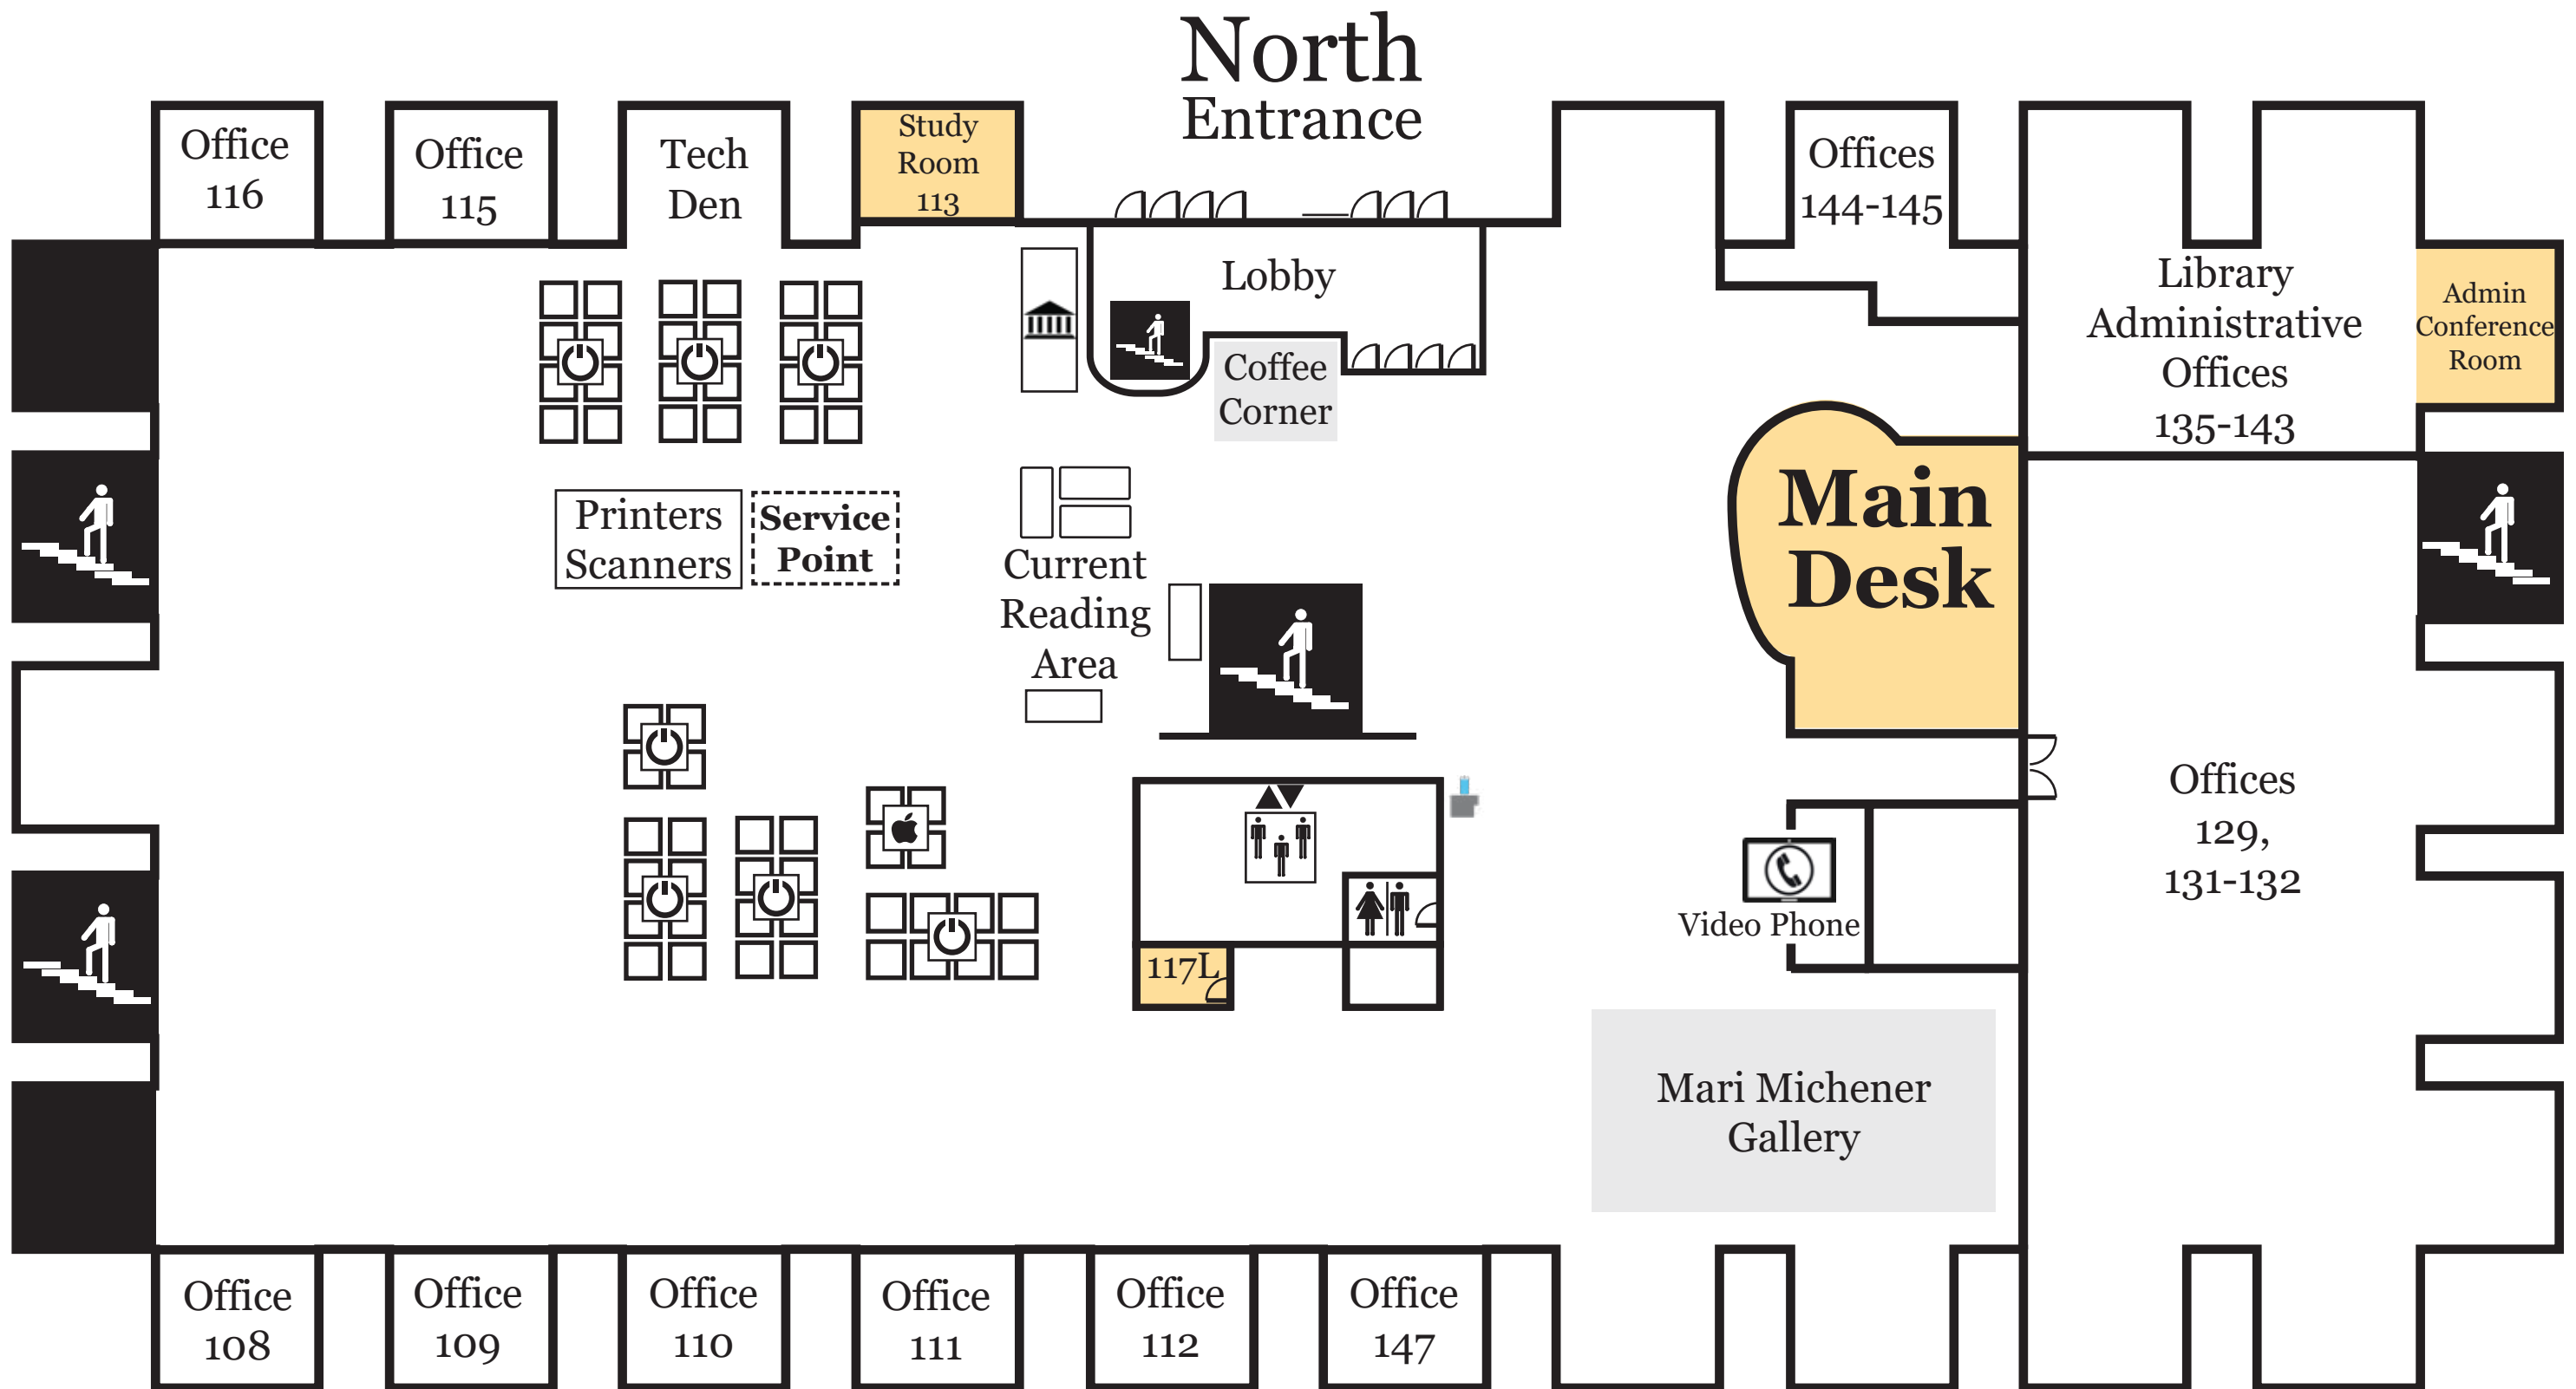 North
Entrance
Office
116
Office
115
Tech
Den
Study
Room
113
Offices
144-145
Lobby
Coffee
Corner
Library
Administrative
Offices
135-143
Admin
Conference
Room
Printers
Scanners
Service
Point
Current
Reading
Area
Main
Desk
Offices
129,
131-132
Video Phone
117L
Mari Michener
Gallery
Office
108
Office
109
Office
110
Office
111
Office
112
Office
147